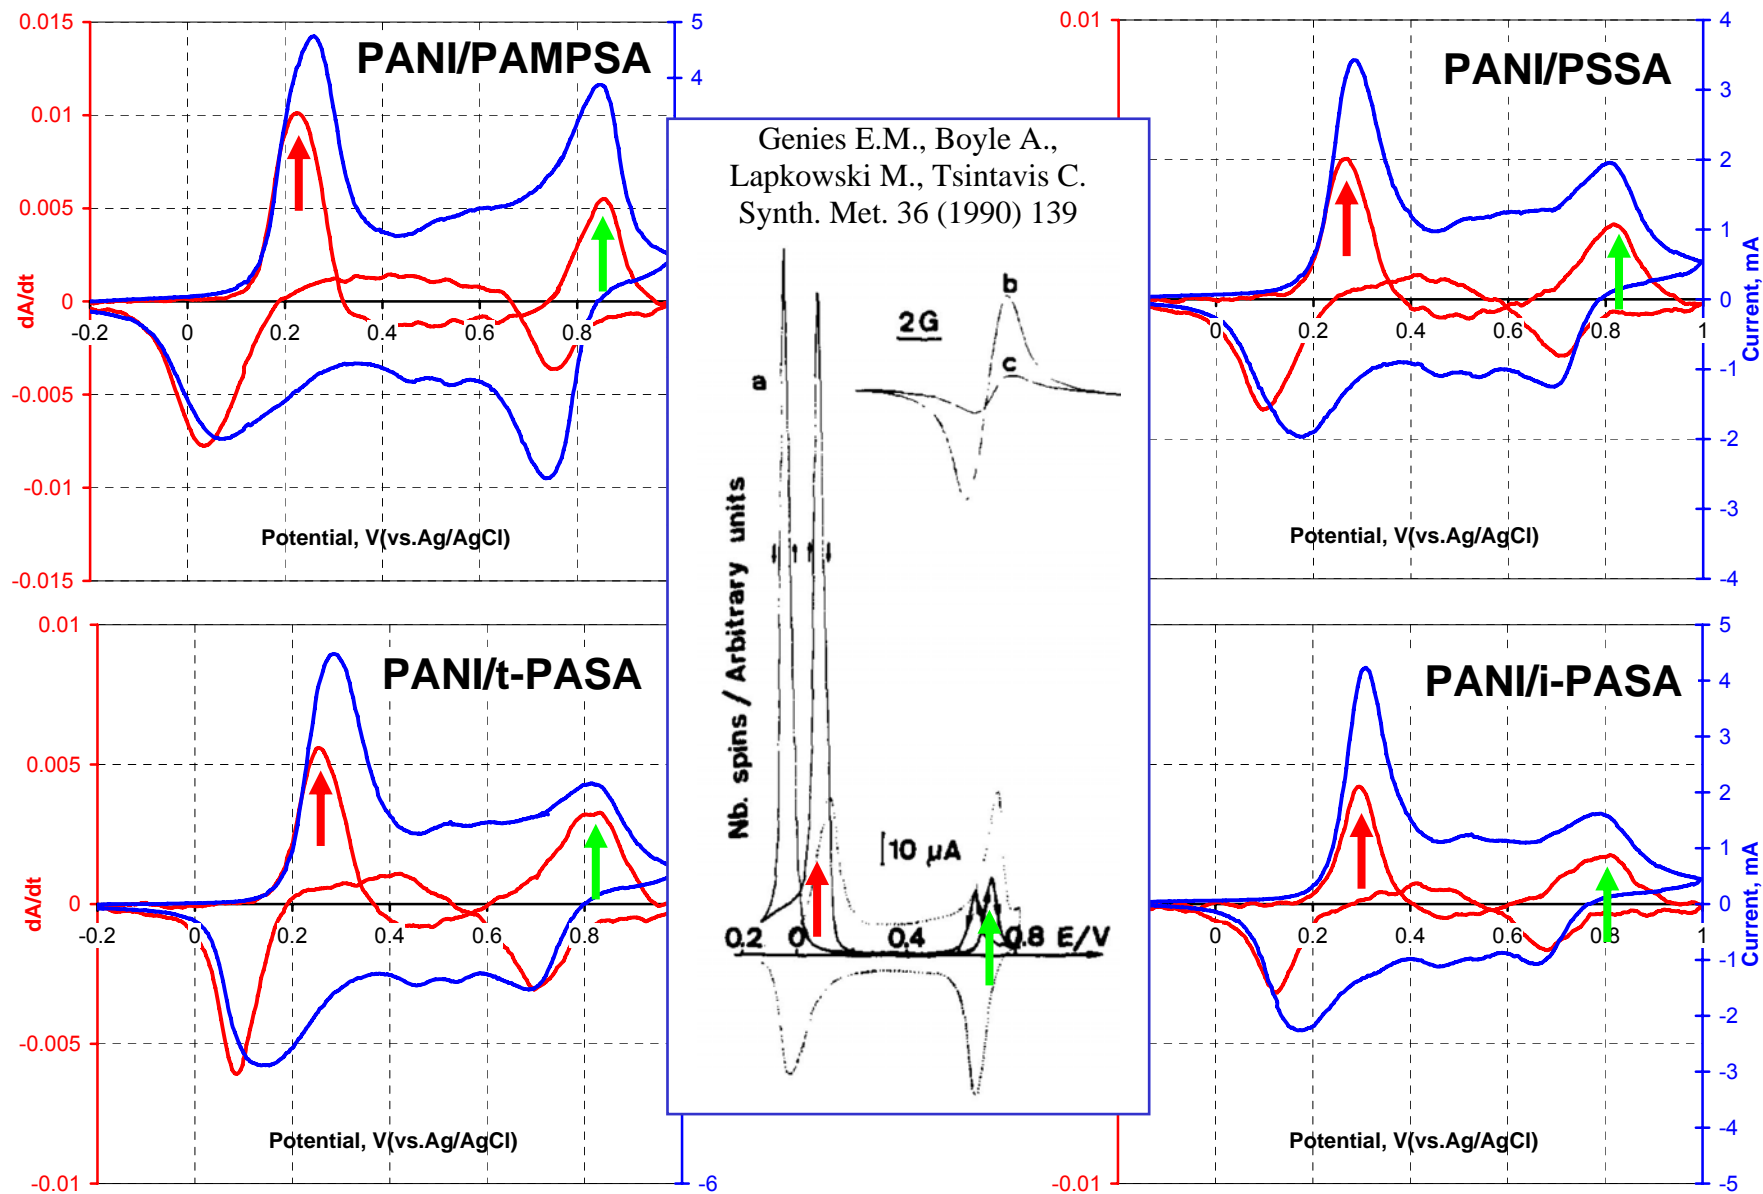 PANI/PAMPSA
0.015
0.01
0.005
0
-0.005
-0.01
-0.015
dA/dt
5
4
-0.2
0
0.2
0.4
0.6
0.8
Potential, V(vs.Ag/AgCl)
PANI/PSSA
0.01
4
3
2
1
0
-1
-2
-3
-4
Current, mA
0
0.2
0.4
0.6
0.8
1
Potential, V(vs.Ag/AgCl)
Genies E.M., Boyle A.,
Lapkowski M., Tsintavis C.
Synth. Met. 36 (1990) 139
a
b
c
2G
Nb. spins / Arbitrary units
10 µA
0.2
0
0.4
0.8 E/V
PANI/t-PASA
0.01
0.005
0
-0.005
-0.01
dA/dt
-6
-0.2
0
0.2
0.4
0.6
0.8
Potential, V(vs.Ag/AgCl)
PANI/i-PASA
-0.01
5
4
3
2
1
0
-1
-2
-3
-4
-5
Current, mA
0
0.2
0.4
0.6
0.8
1
Potential, V(vs.Ag/AgCl)